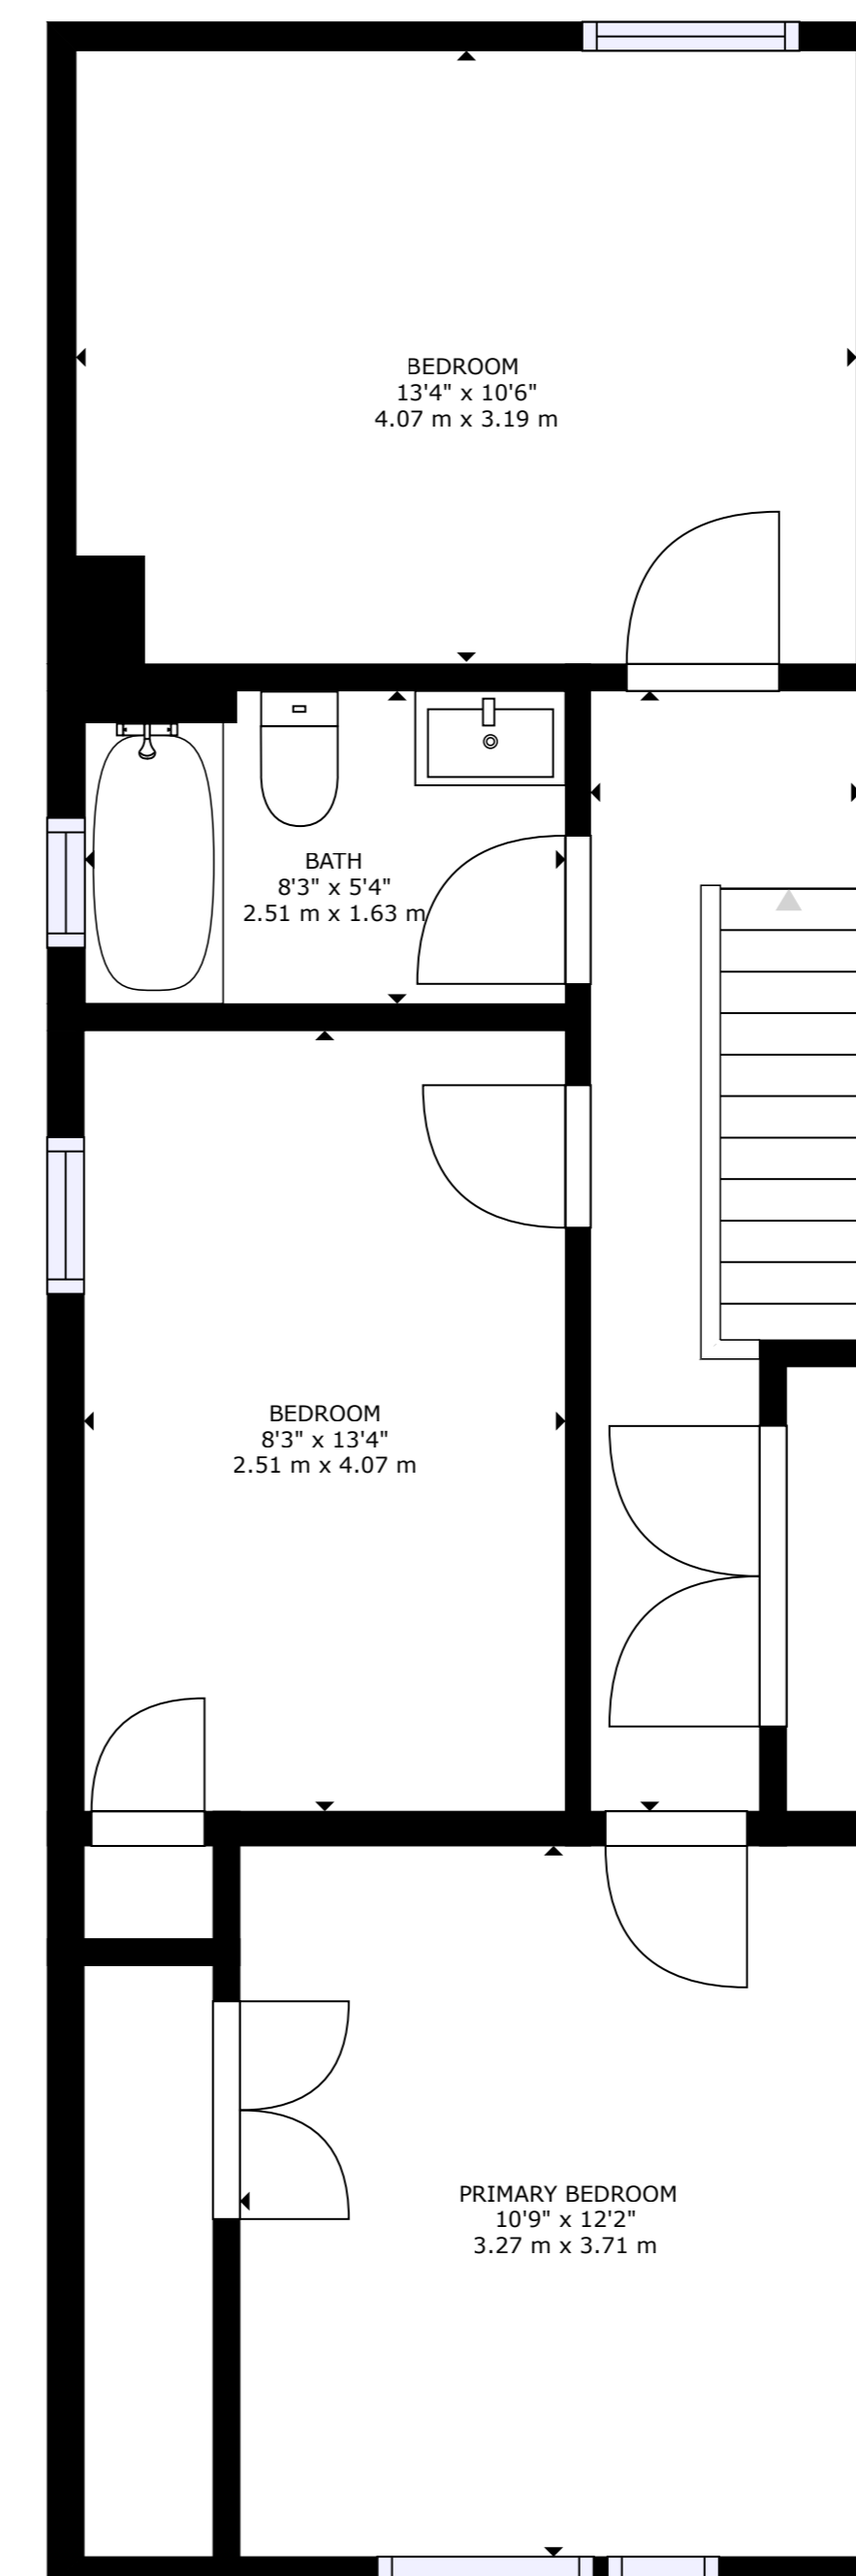 BEDROOM
13'4" x 10'6"
4.07 m x 3.19 m
BATH
8'3" x 5'4"
2.51 m x 1.63 m
BEDROOM
8'3" x 13'4"
2.51 m x 4.07 m
PRIMARY BEDROOM
10'9" x 12'2"
3.27 m x 3.71 m